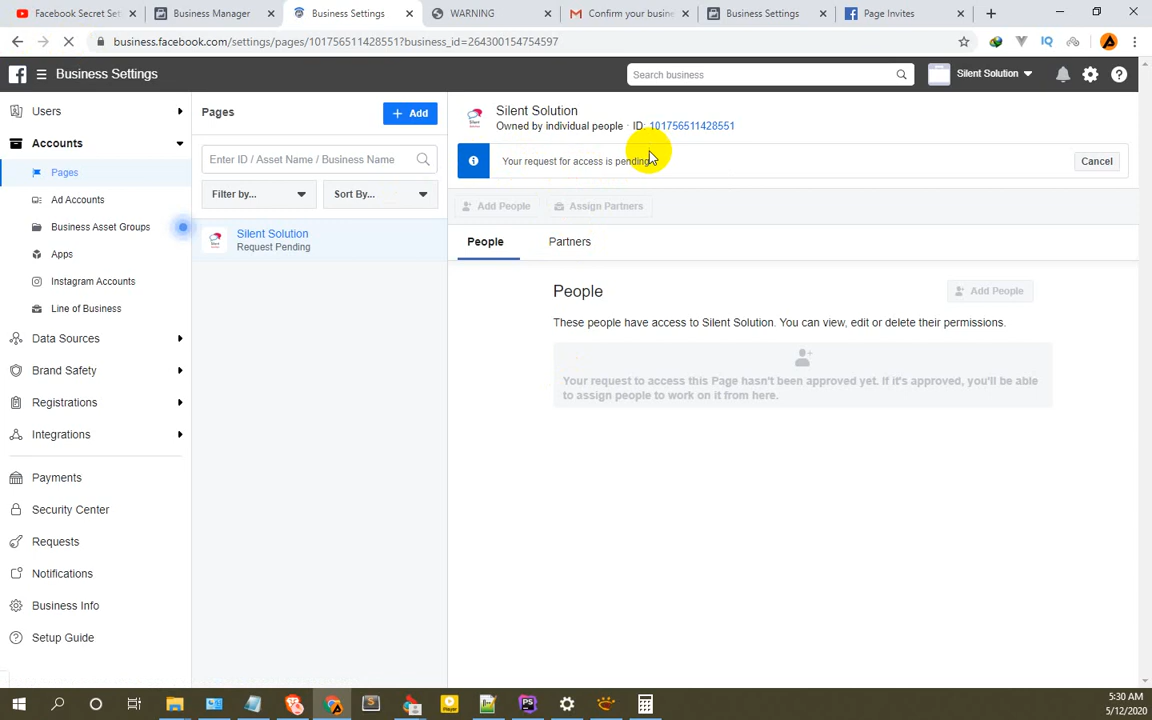 Facebook Secret Set
Business Manager
Business Settings
WARNING
Confirm your busine
Business Settings
Page Invites
business.facebook.com/settings/pages/101756511428551?business_id=264300154754597
IQ
Business Settings
Search business
Silent Solution
Users
Accounts
Pages
Ad Accounts
Business Asset Groups
Apps
Instagram Accounts
Line of Business
Data Sources
Brand Safety
Registrations
Integrations
Payments
Security Center
Requests
Notifications
Business Info
Setup Guide
Pages
+ Add
Enter ID / Asset Name / Business Name
Filter by...
Sort By...
Silent Solution
Request Pending
Silent Solution
Owned by individual people · ID: 101756511428551
Your request for access is pending.
Cancel
Add People
Assign Partners
People
Partners
People
Add People
These people have access to Silent Solution. You can view, edit or delete their permissions.
Your request to access this Page hasn't been approved yet. If it's approved, you'll be able
to assign people to work on it from here.
5:30 AM
5/12/2020